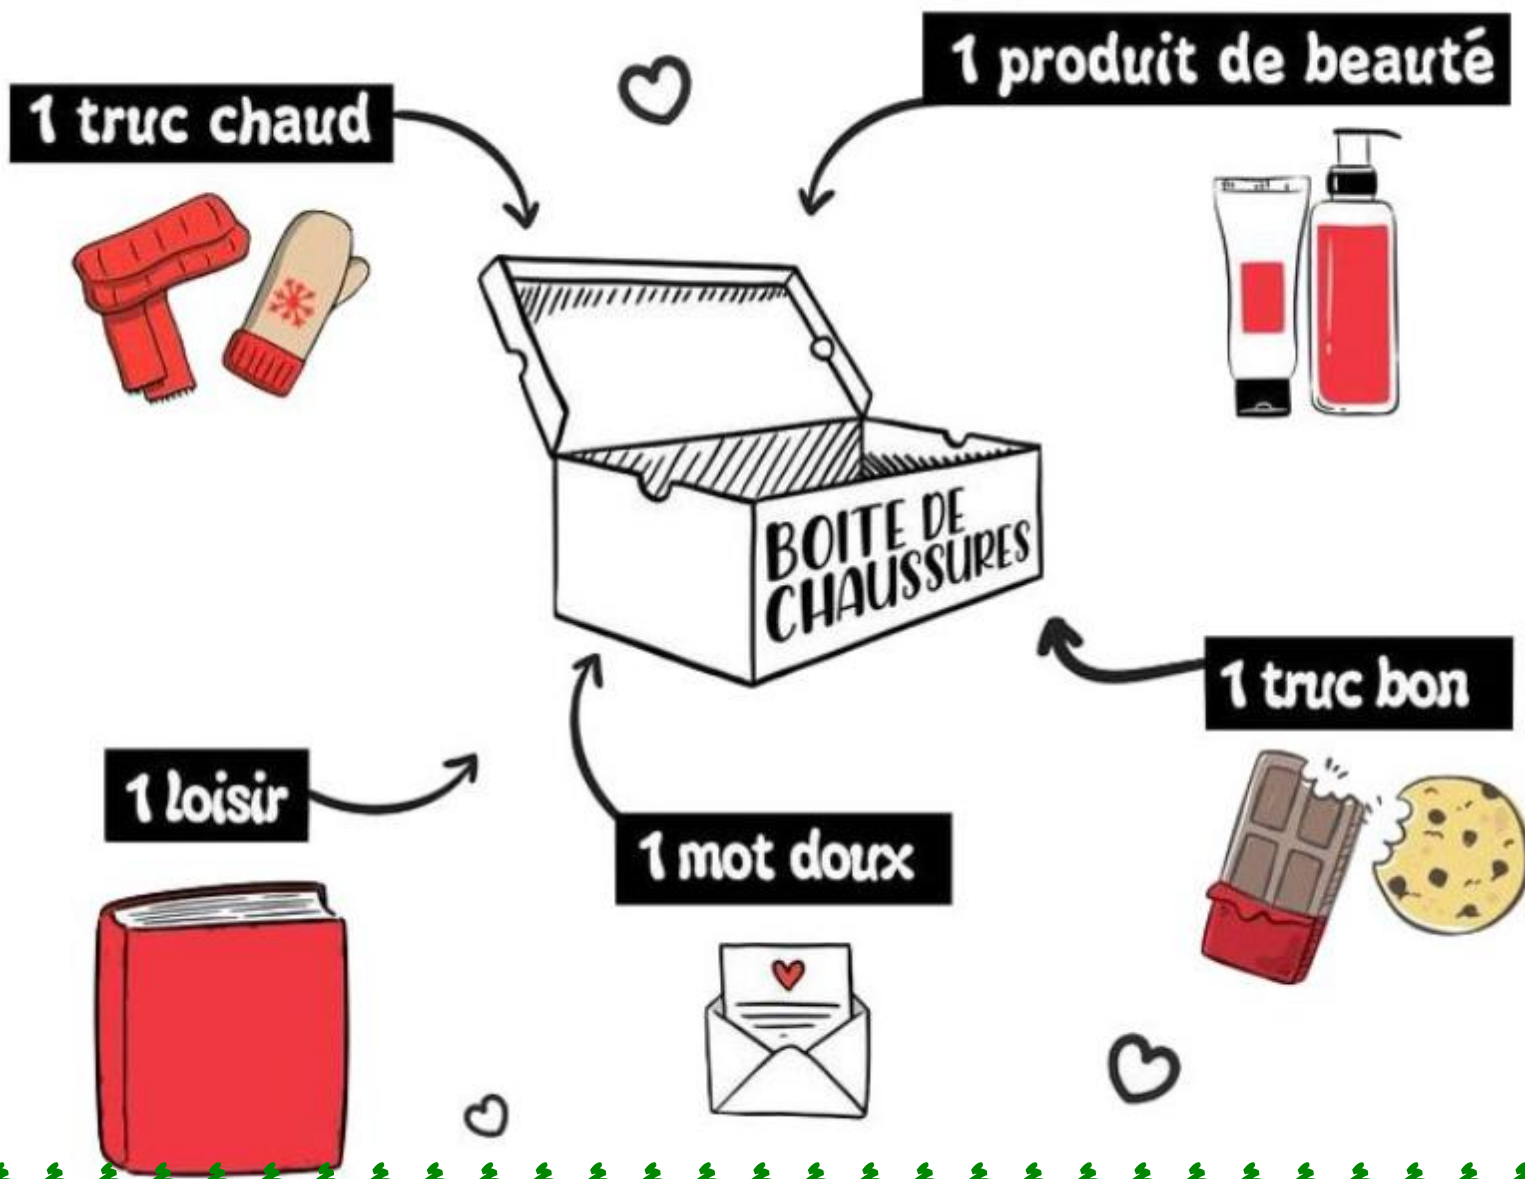 1 produit de beauté
1 truc chaud
BOITE DE
CHAUSSURES
1 truc bon
1 loisir
1 mot doux